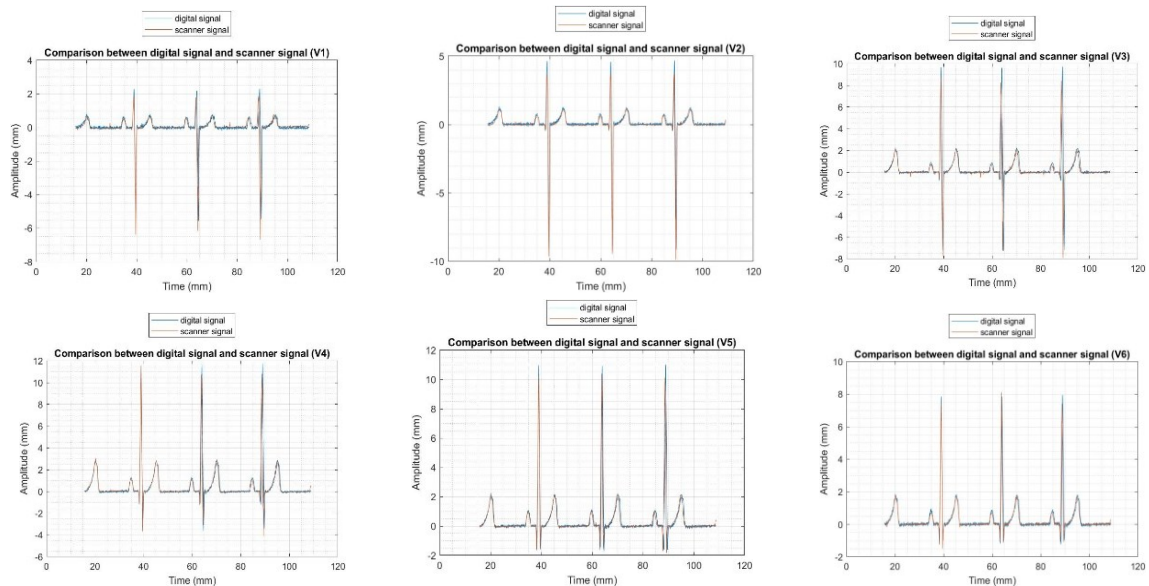 digital signal
scanner signal
Comparison between digital signal and scanner signal (V1)
4
2
0
-2
-4
-6
-8
0
20
40
60
80
100
120
Amplitude (mm)
Time (mm)
digital signal
scanner signal
Comparison between digital signal and scanner signal (V2)
5
0
-5
-10
0
20
40
60
80
100
120
Amplitude (mm)
Time (mm)
digital signal
scanner signal
Comparison between digital signal and scanner signal (V3)
10
8
6
4
2
0
-2
-4
-6
-8
0
20
40
60
80
100
120
Amplitude (mm)
Time (mm)
digital signal
scanner signal
Comparison between digital signal and scanner signal (V4)
12
10
8
6
4
2
0
-2
-4
-6
0
20
40
60
80
100
120
Amplitude (mm)
Time (mm)
digital signal
scanner signal
Comparison between digital signal and scanner signal (V5)
12
10
8
6
4
2
0
-2
0
20
40
60
80
100
120
Amplitude (mm)
Time (mm)
digital signal
scanner signal
Comparison between digital signal and scanner signal (V6)
10
8
6
4
2
0
-2
0
20
40
60
80
100
120
Amplitude (mm)
Time (mm)